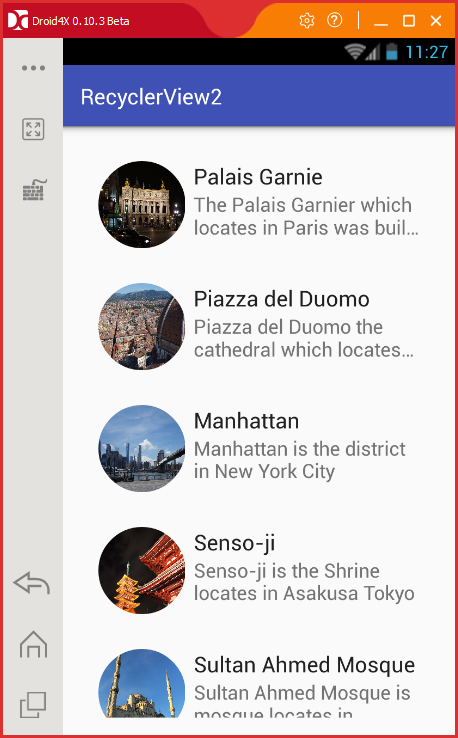 Droid4X 0.10.3 Beta
11:27
RecyclerView2
Palais Garnie
The Palais Garnier which
locates in Paris was buil...
Piazza del Duomo
Piazza del Duomo the
cathedral which locates...
Manhattan
Manhattan is the district
in New York City
Senso-ji
Senso-ji is the Shrine
locates in Asakusa Tokyo
Sultan Ahmed Mosque
Sultan Ahmed Mosque is
mosque locates in